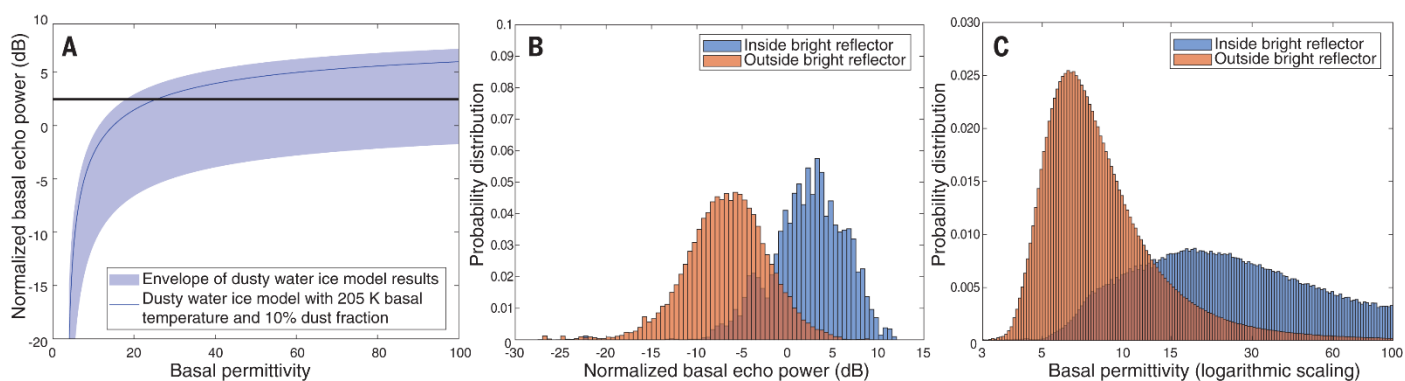 A
Normalized basal echo power (dB)
10
5
0
-5
-10
-15
-20
Envelope of dusty water ice model results
Dusty water ice model with 205 K basal
temperature and 10% dust fraction
0 20 40 60 80 100
Basal permittivity
B
Probability distribution
0.1
0.09
0.08
0.07
0.06
0.05
0.04
0.03
0.02
0.01
0
Inside bright reflector
Outside bright reflector
-30 -25 -20 -15 -10 -5 0 5 10 15
Normalized basal echo power (dB)
C
Probability distribution
0.030
0.025
0.020
0.015
0.010
0.005
0
Inside bright reflector
Outside bright reflector
3 5 10 15 30 60 100
Basal permittivity (logarithmic scaling)